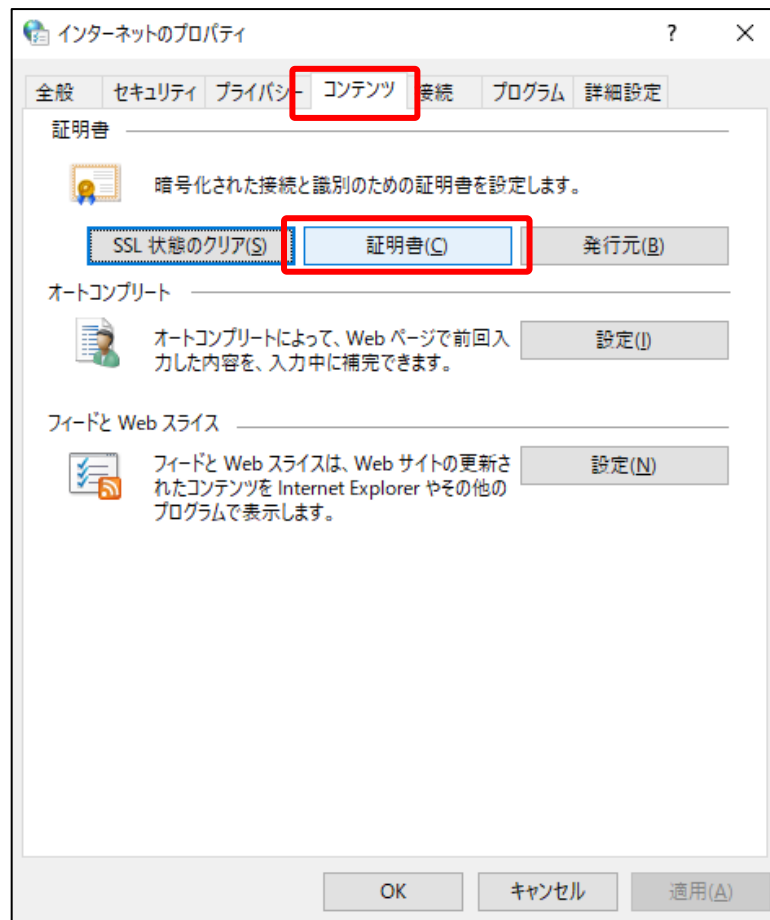 インターネットのプロパティ
?
全般 セキュリティ プライバシー コンテンツ 接続 プログラム 詳細設定
証明書
暗号化された接続と識別のための証明書を設定します。
SSL 状態のクリア(S) 証明書(C) 発行元(B)
オートコンプリート
オートコンプリートによって、Web ページで前回入
力した内容を、入力中に補完できます。
設定(I)
フィードと Web スライス
フィードと Web スライスは、Web サイトの更新さ
れたコンテンツを Internet Explorer やその他の
プログラムで表示します。
設定(N)
OK キャンセル 適用(A)